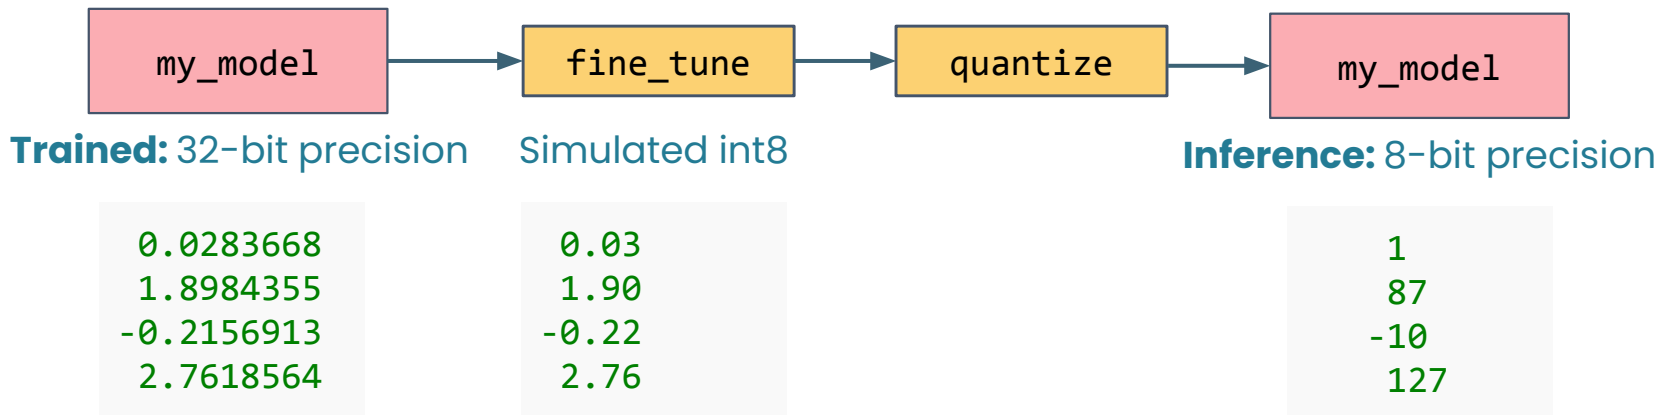 my_model
fine_tune
quantize
my_model
Trained: 32-bit precision
Simulated int8
Inference: 8-bit precision
0.0283668
1.8984355
-0.2156913
2.7618564
0.03
1.90
-0.22
2.76
1
87
-10
127